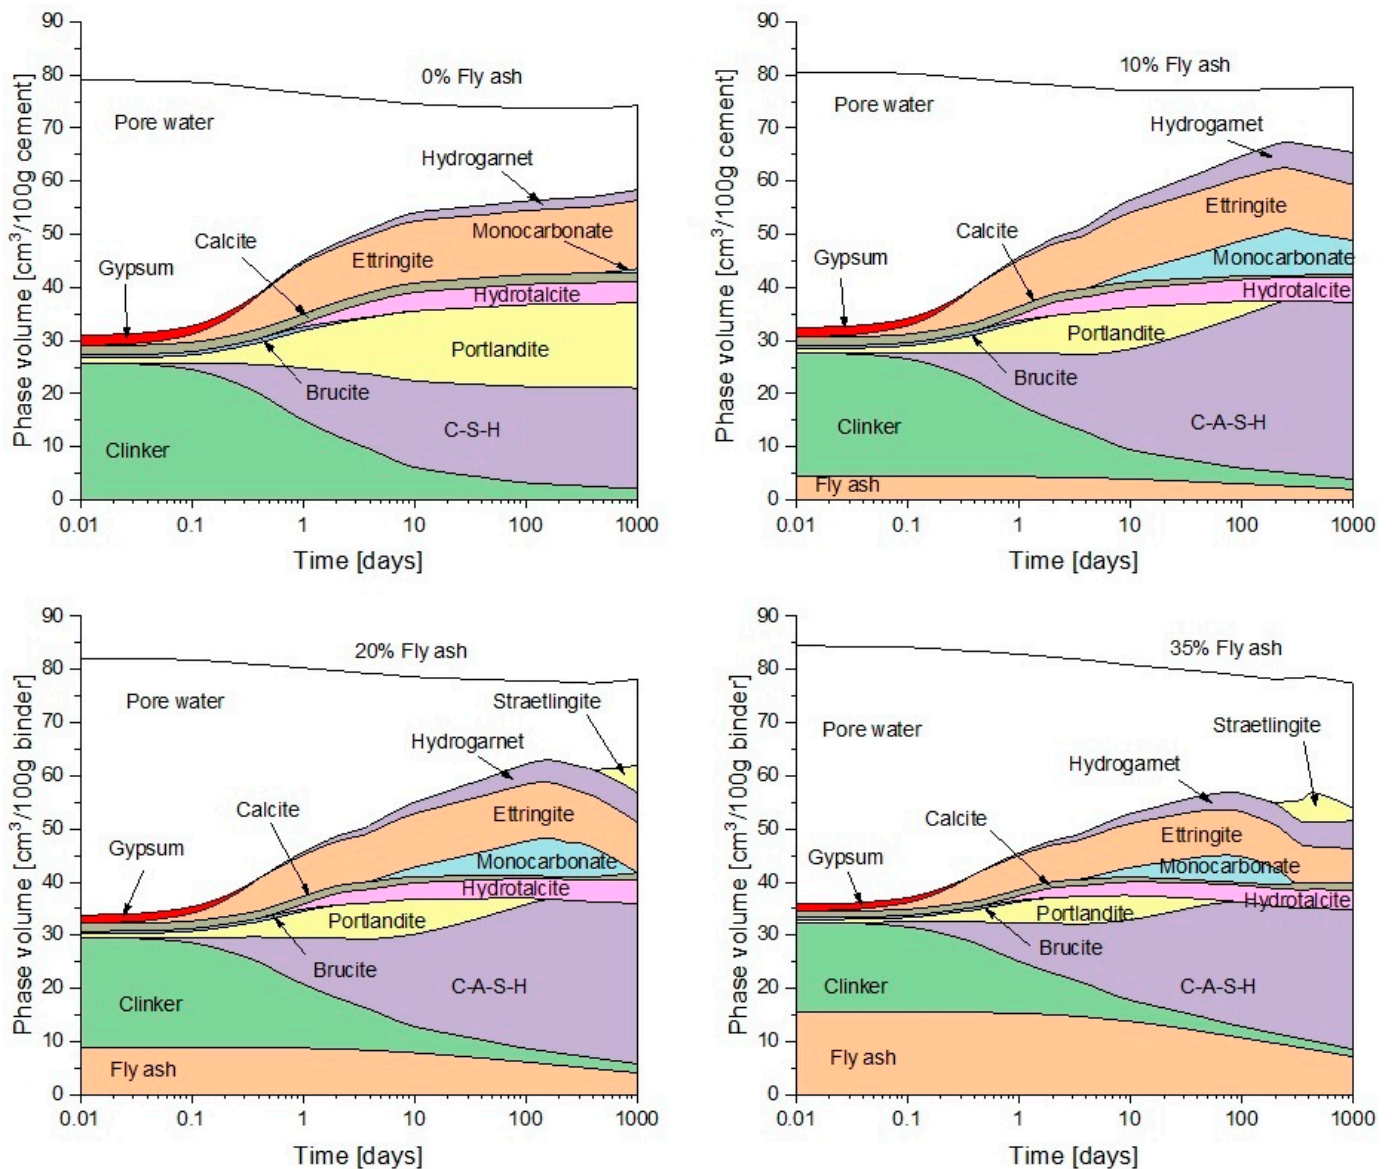 90
80
70
60
50
40
30
20
10
0
Phase volume [cm³/100g cement]
0% Fly ash
Pore water
Hydrogarnet
Calcite
Monocarbonate
Gypsum
Ettringite
Hydrotalcite
Portlandite
Brucite
C-S-H
Clinker
0.01 0.1 1 10 100 1000
Time [days]
90
80
70
60
50
40
30
20
10
0
Phase volume [cm³/100g cement]
10% Fly ash
Pore water
Hydrogarnet
Ettringite
Calcite
Gypsum
Monocarbonate
Hydrotalcite
Portlandite
Brucite
C-A-S-H
Clinker
Fly ash
0.01 0.1 1 10 100 1000
Time [days]
90
80
70
60
50
40
30
20
10
0
Phase volume [cm³/100g binder]
20% Fly ash
Pore water
Straetlingite
Hydrogarnet
Calcite
Ettringite
Gypsum
Monocarbonate
Hydrotalcite
Portlandite
Brucite
C-A-S-H
Clinker
Fly ash
0.01 0.1 1 10 100 1000
Time [days]
90
80
70
60
50
40
30
20
10
0
Phase volume [cm³/100g binder]
35% Fly ash
Pore water
Straetlingite
Hydrogarnet
Calcite
Ettringite
Gypsum
Monocarbonate
Hydrotalcite
Portlandite
Brucite
C-A-S-H
Clinker
Fly ash
0.01 0.1 1 10 100 1000
Time [days]